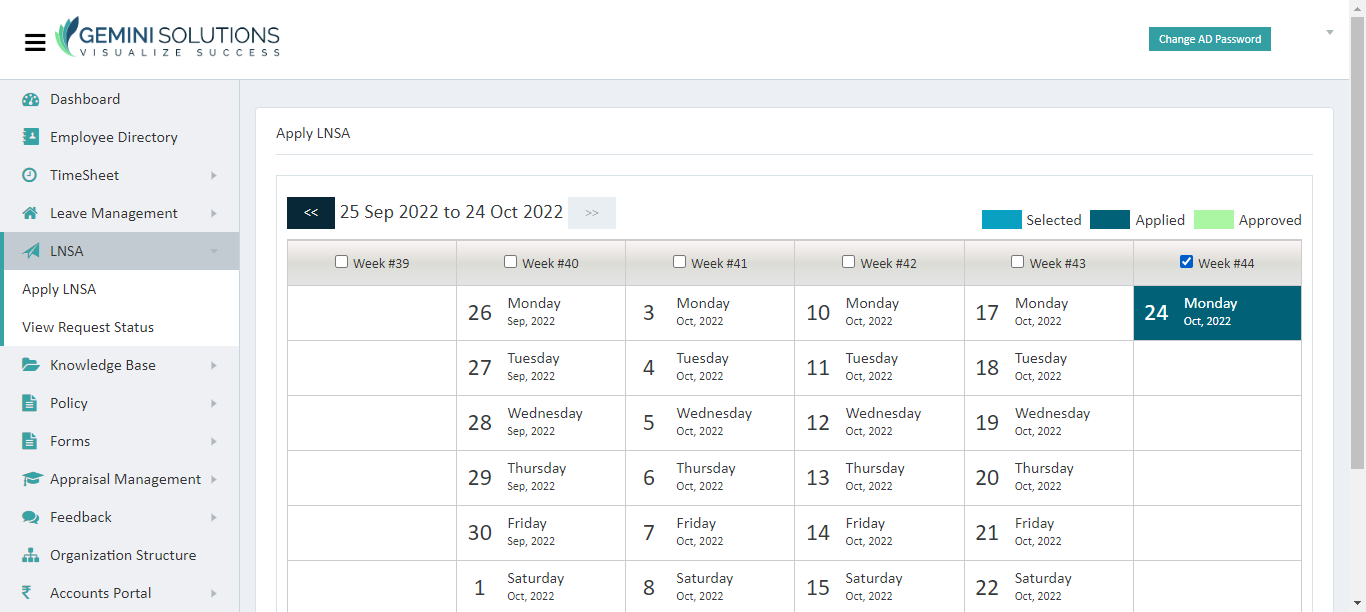 GEMINI SOLUTIONS
VISUALIZE SUCCESS
Change AD Password
Dashboard
Employee Directory
TimeSheet
Leave Management
LNSA
Apply LNSA
View Request Status
Knowledge Base
Policy
Forms
Appraisal Management
Feedback
Organization Structure
₹ Accounts Portal
Apply LNSA
<< 25 Sep 2022 to 24 Oct 2022 >>
Selected Applied Approved
Week #39 Week #40 Week #41 Week #42 Week #43 Week #44
26 Monday 3 Monday 10 Monday 17 Monday 24 Monday
Sep, 2022 Oct, 2022 Oct, 2022 Oct, 2022 Oct, 2022
27 Tuesday 4 Tuesday 11 Tuesday 18 Tuesday
Sep, 2022 Oct, 2022 Oct, 2022 Oct, 2022
28 Wednesday 5 Wednesday 12 Wednesday 19 Wednesday
Sep, 2022 Oct, 2022 Oct, 2022 Oct, 2022
29 Thursday 6 Thursday 13 Thursday 20 Thursday
Sep, 2022 Oct, 2022 Oct, 2022 Oct, 2022
30 Friday 7 Friday 14 Friday 21 Friday
Sep, 2022 Oct, 2022 Oct, 2022 Oct, 2022
1 Saturday 8 Saturday 15 Saturday 22 Saturday
Oct, 2022 Oct, 2022 Oct, 2022 Oct, 2022